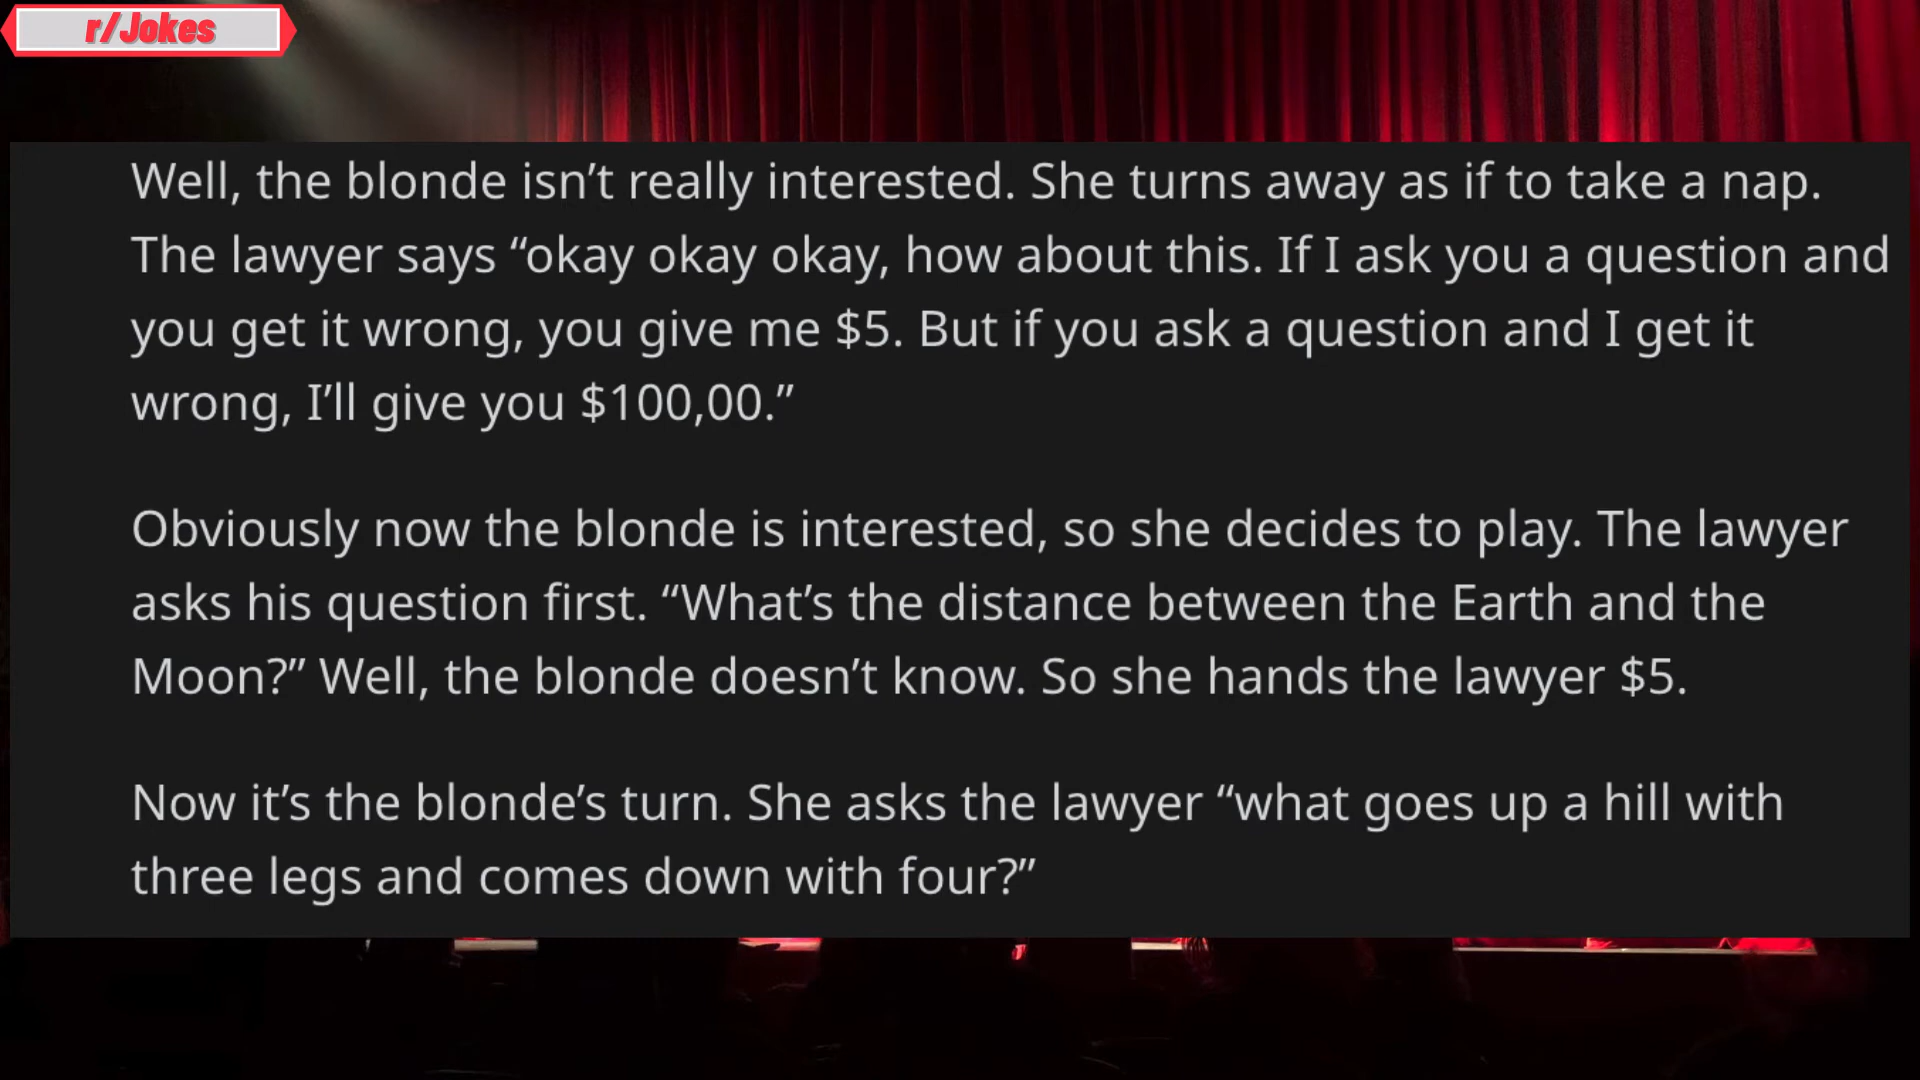 r/Jokes
Well, the blonde isn’t really interested. She turns away as if to take a nap.
The lawyer says “okay okay okay, how about this. If I ask you a question and
you get it wrong, you give me $5. But if you ask a question and I get it
wrong, I’ll give you $100,00.”
Obviously now the blonde is interested, so she decides to play. The lawyer
asks his question first. “What’s the distance between the Earth and the
Moon?” Well, the blonde doesn’t know. So she hands the lawyer $5.
Now it’s the blonde’s turn. She asks the lawyer “what goes up a hill with
three legs and comes down with four?”